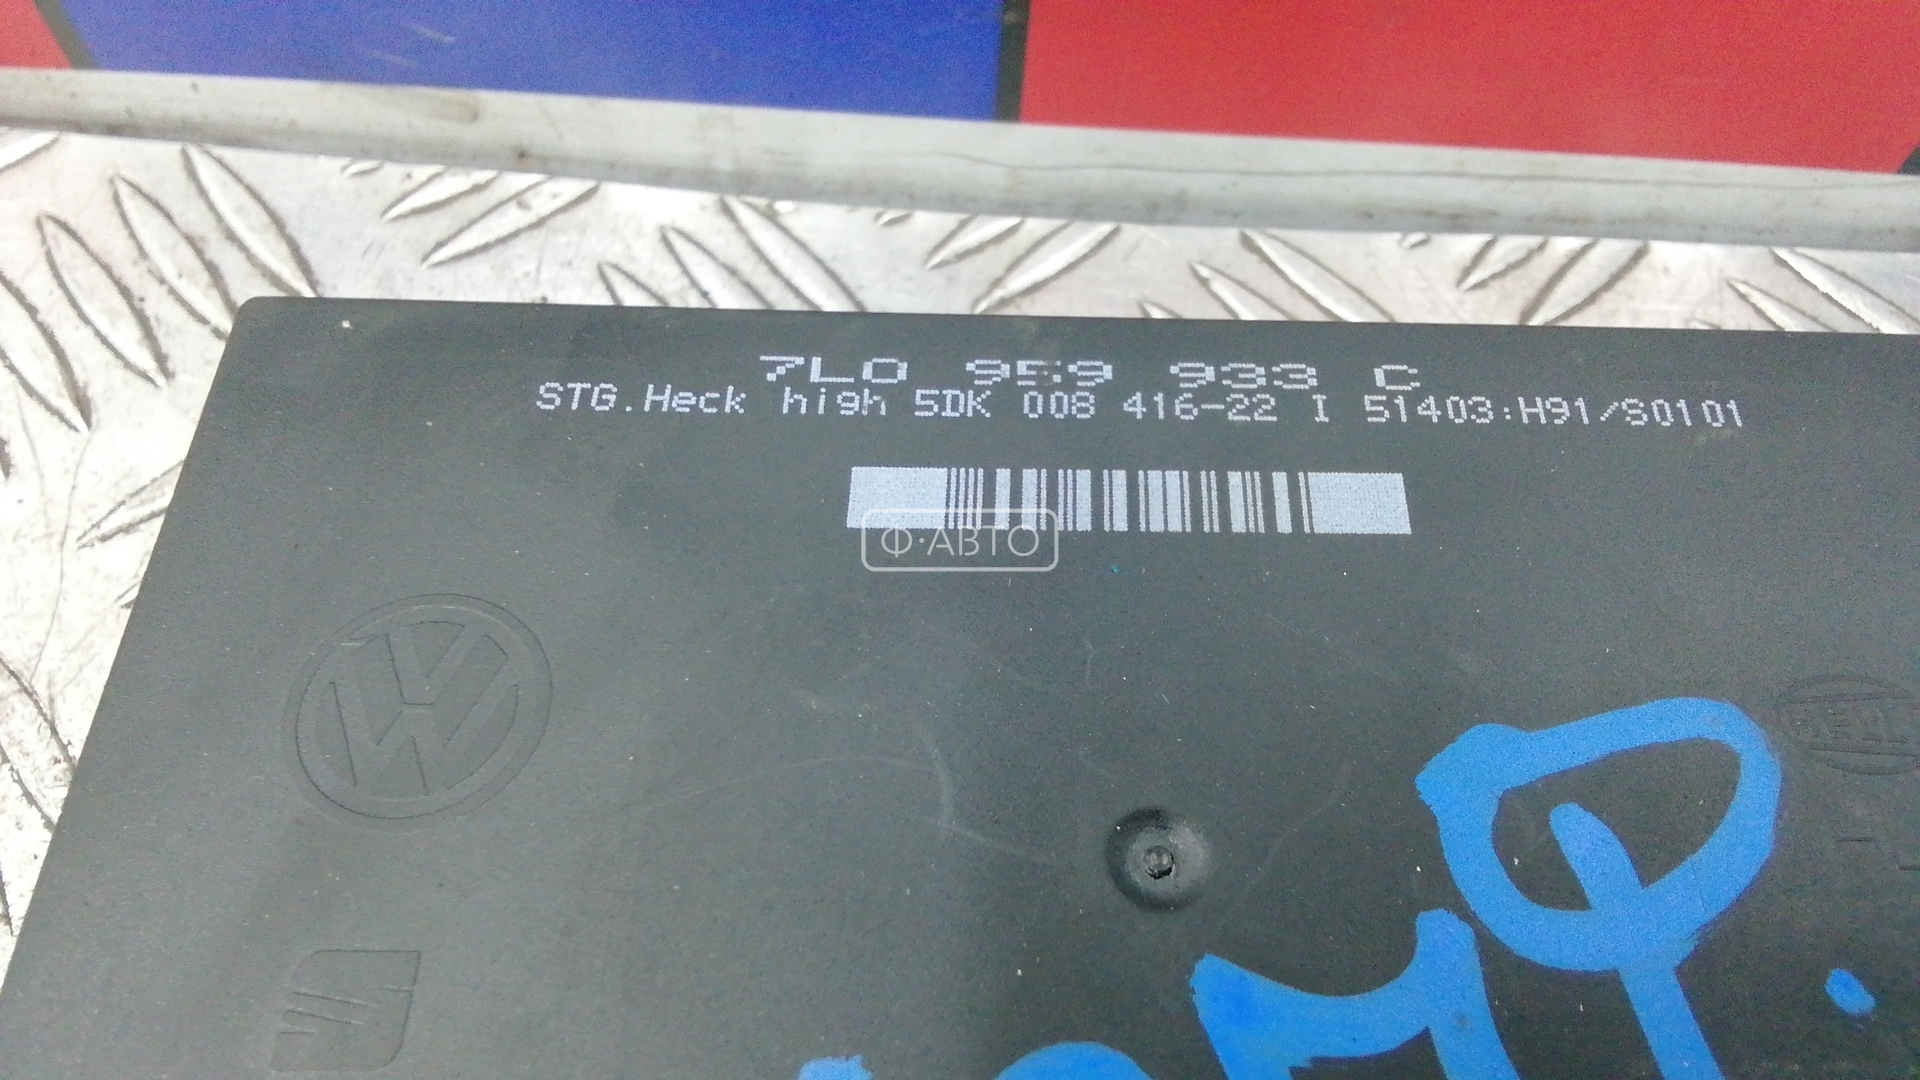 7L0 959 933 C
STG.Heck high 5DK 008 416-22 I 51403:H91/S0101
Ф·АВТО